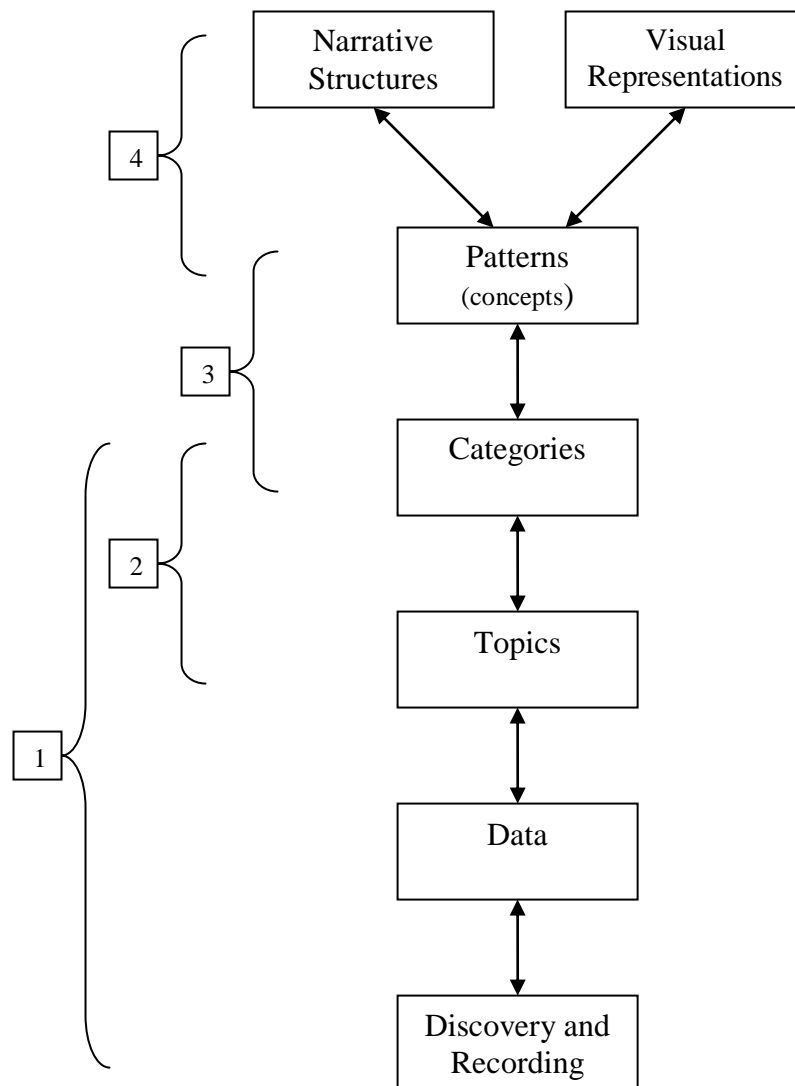 Narrative
Structures
Visual
Representations
4
Patterns
(concepts)
3
Categories
2
Topics
1
Data
Discovery and
Recording